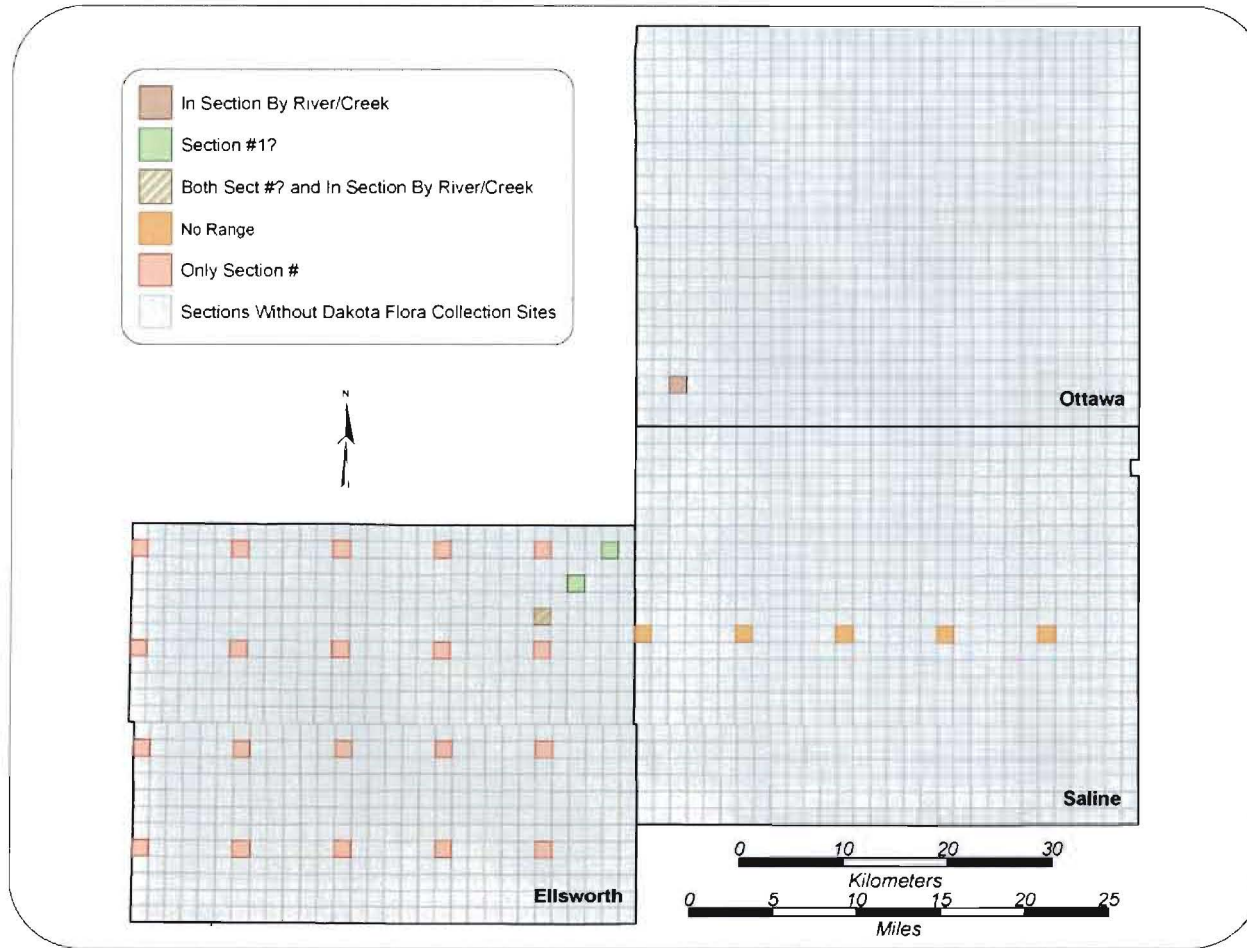 In Section By River/Creek
Section #1?
Both Sect #? and In Section By River/Creek
No Range
Only Section #
Sections Without Dakota Flora Collection Sites
N
Ottawa
Saline
Ellsworth
0 10 20 30
Kilometers
0 5 10 15 20 25
Miles